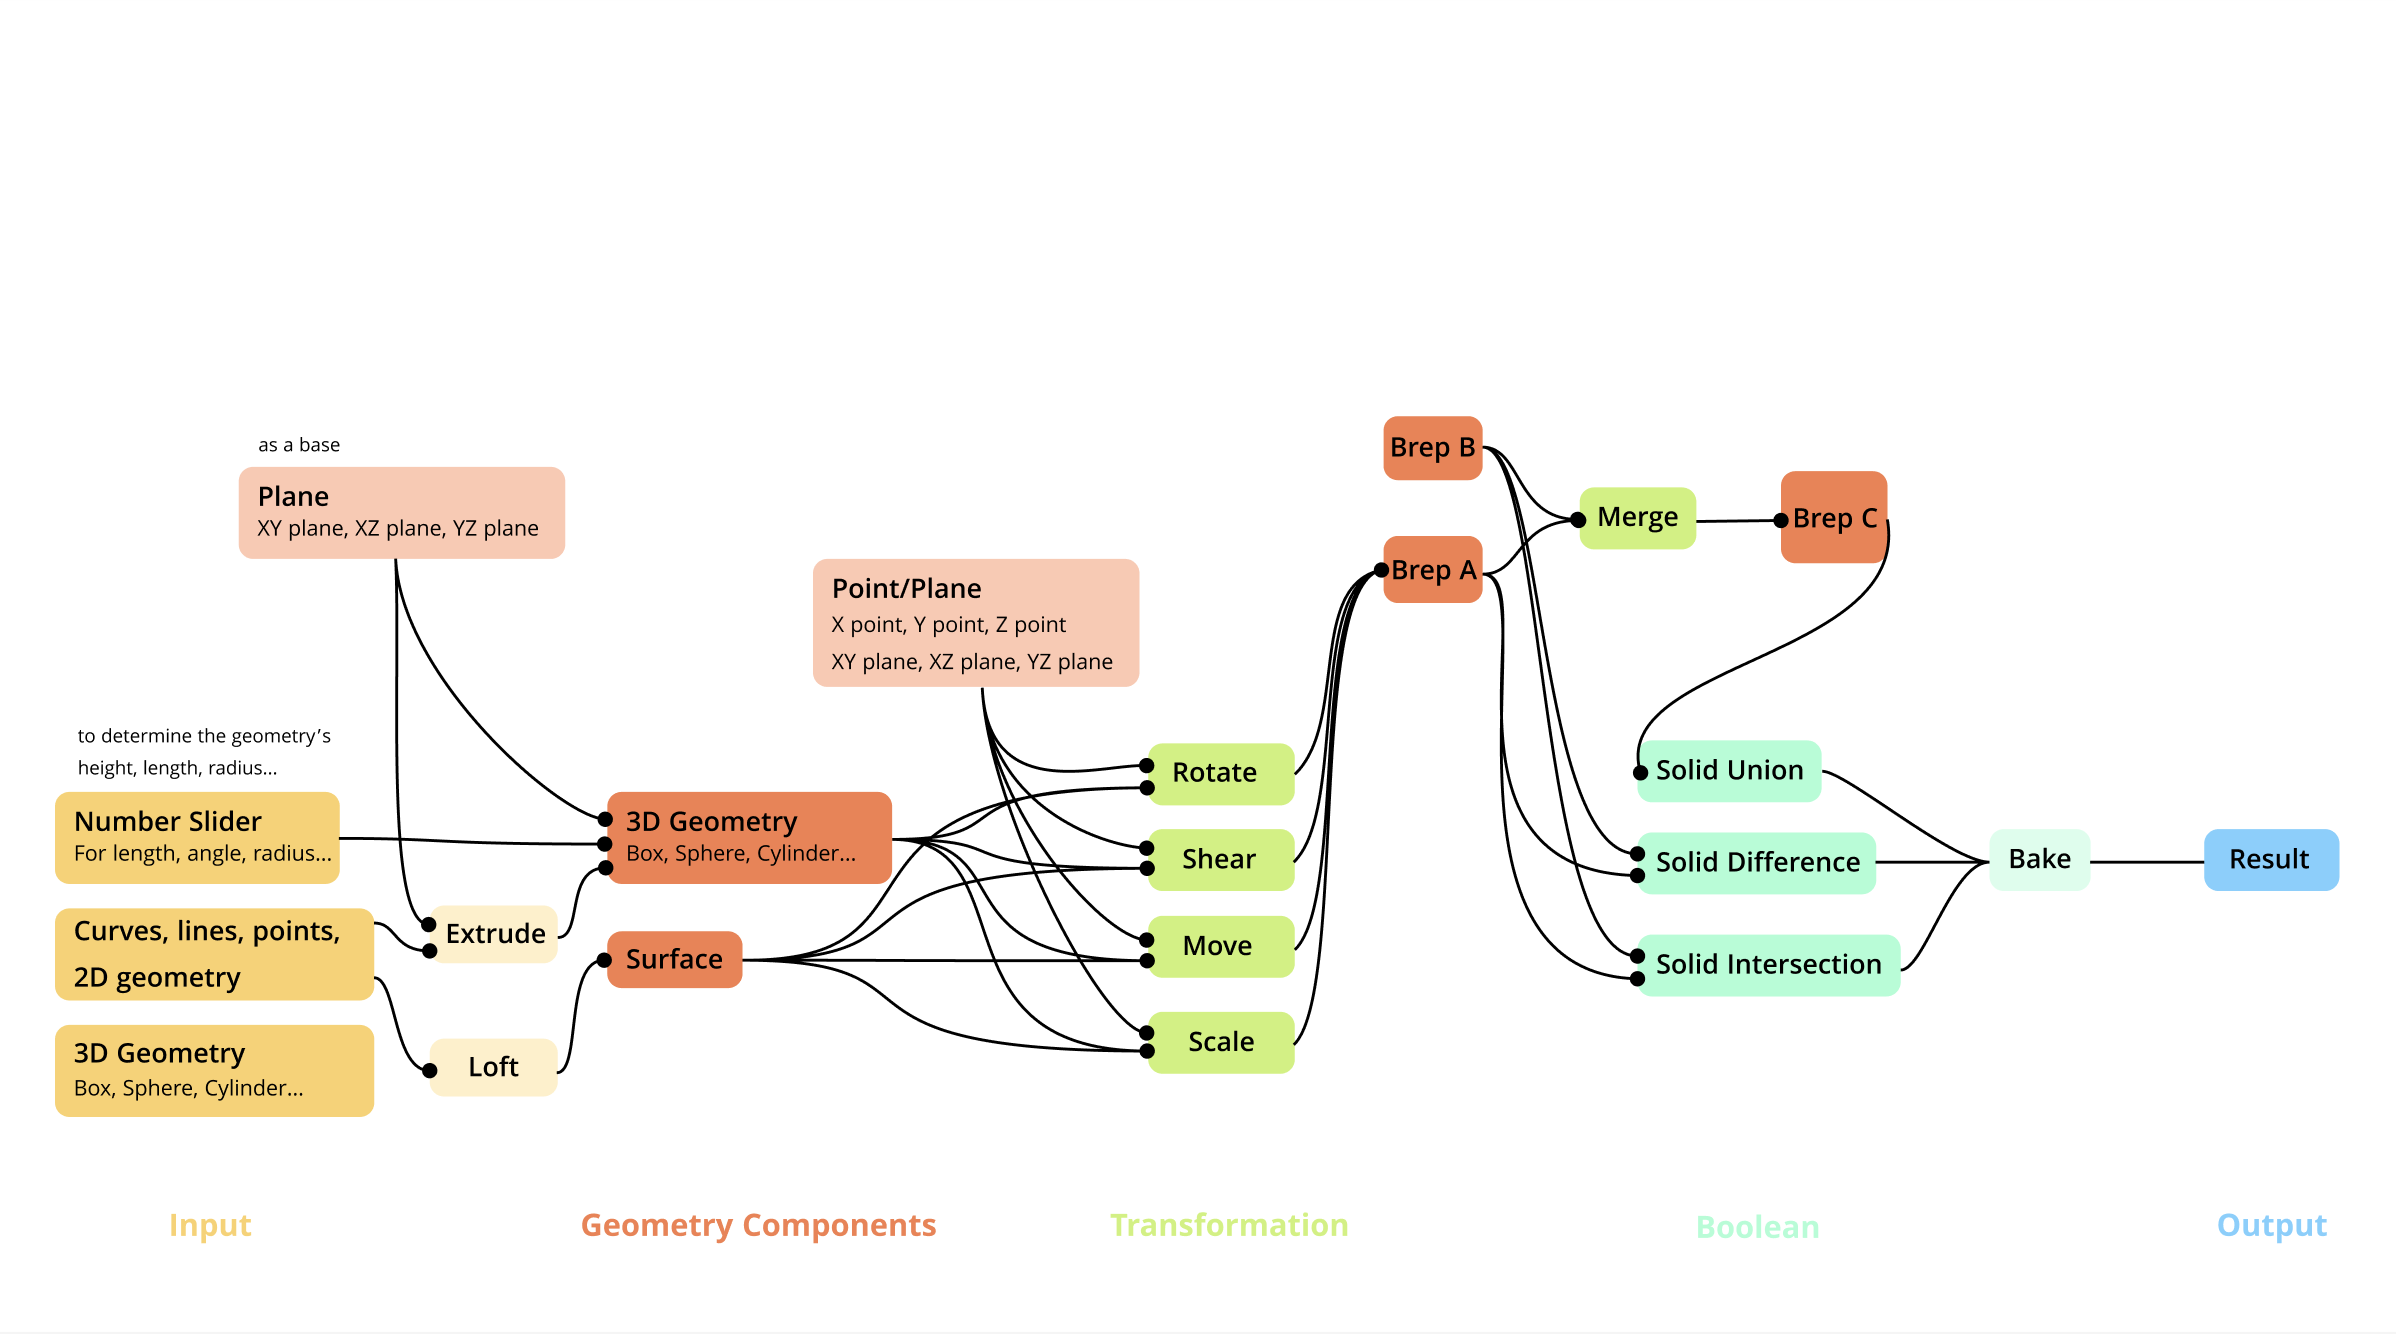 as a base
Plane
XY plane, XZ plane, YZ plane
to determine the geometry’s
height, length, radius...
Number Slider
For length, angle, radius...
Curves, lines, points,
2D geometry
3D Geometry
Box, Sphere, Cylinder...
Extrude
Loft
3D Geometry
Box, Sphere, Cylinder...
Surface
Point/Plane
X point, Y point, Z point
XY plane, XZ plane, YZ plane
Rotate
Shear
Move
Scale
Brep B
Brep A
Merge
Brep C
Solid Union
Solid Difference
Solid Intersection
Bake
Result
Input
Geometry Components
Transformation
Boolean
Output